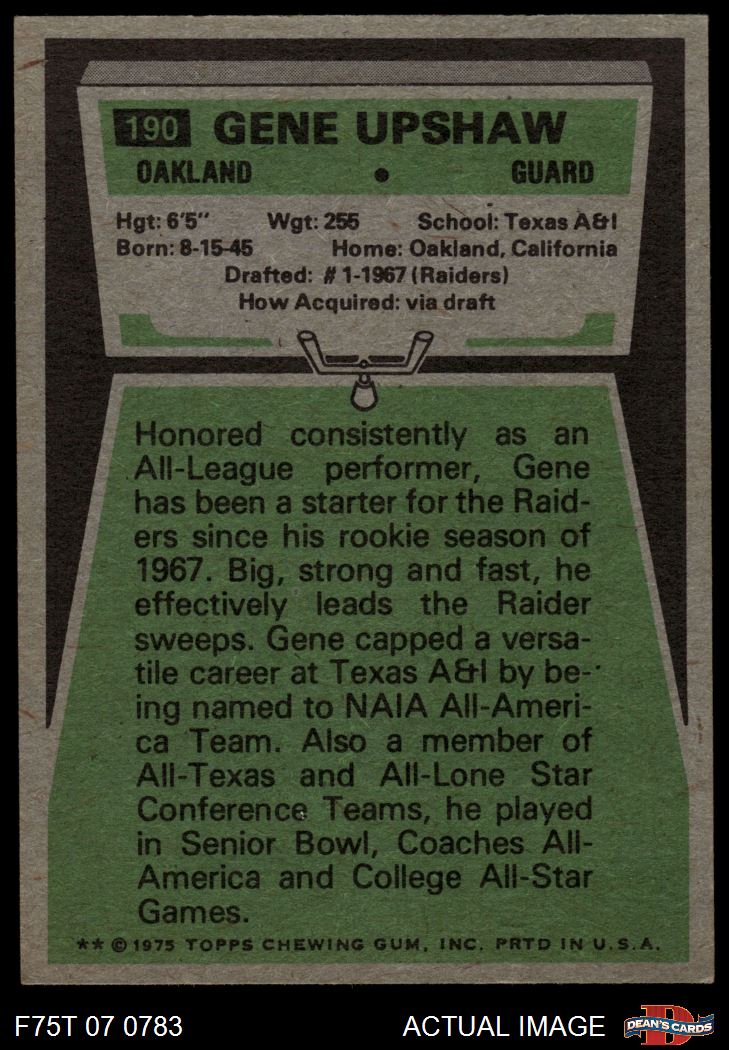 190 GENE UPSHAW
OAKLAND • GUARD
Hgt: 6'5" Wgt: 255 School: Texas A&I
Born: 8-15-45 Home: Oakland, California
Drafted: #1-1967 (Raiders)
How Acquired: via draft
Honored consistently as an
All-League performer, Gene
has been a starter for the Raid-
ers since his rookie season of
1967. Big, strong and fast, he
effectively leads the Raider
sweeps. Gene capped a versa-
tile career at Texas A&I by be-
ing named to NAIA All-Ameri-
ca Team. Also a member of
All-Texas and All-Lone Star
Conference Teams, he played
in Senior Bowl, Coaches All-
America and College All-Star
Games.
** © 1975 TOPPS CHEWING GUM, INC. PRTD IN U.S.A.
F75T 07 0783 ACTUAL IMAGE D DEAN'S CARDS